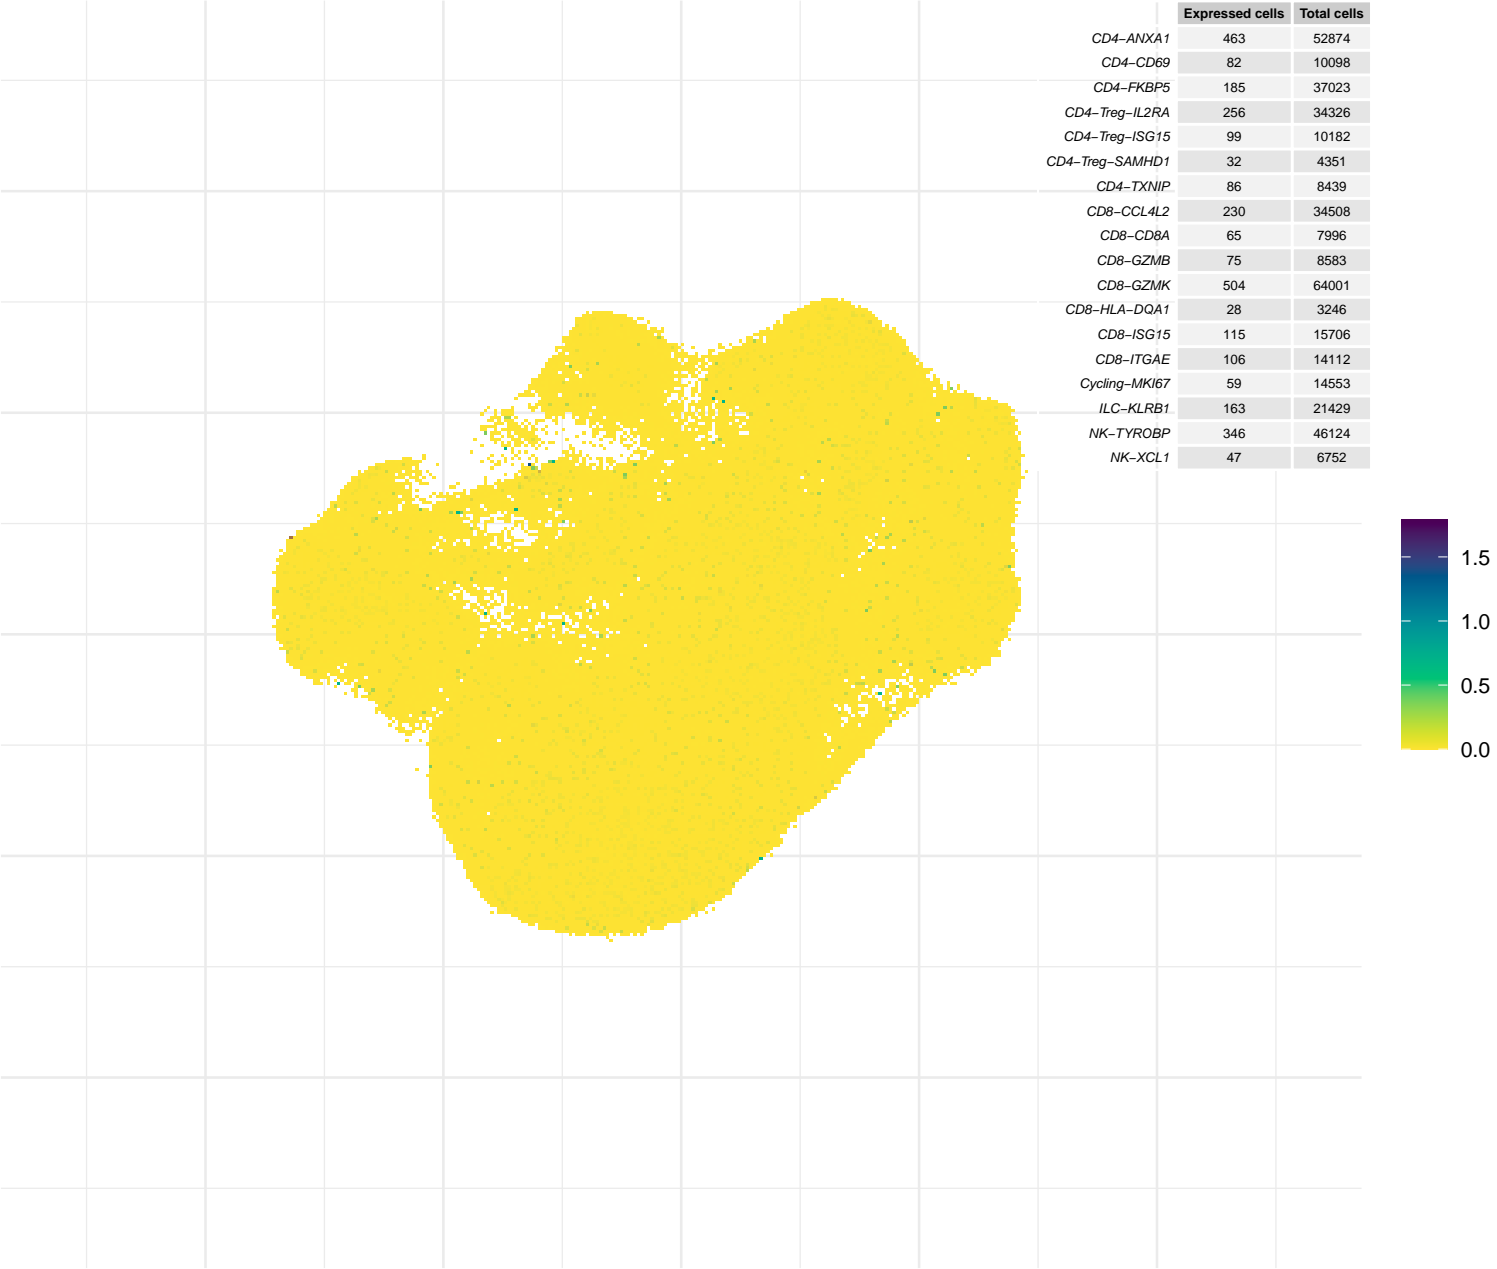 Expressed cells Total cells
CD4−ANXA1 463 52874
CD4−CD69 82 10098
CD4−FKBP5 185 37023
CD4−Treg−IL2RA 256 34326
CD4−Treg−ISG15 99 10182
CD4−Treg−SAMHD1 32 4351
CD4−TXNIP 86 8439
CD8−CCL4L2 230 34508
CD8−CD8A 65 7996
CD8−GZMB 75 8583
CD8−GZMK 504 64001
CD8−HLA−DQA1 28 3246
CD8−ISG15 115 15706
CD8−ITGAE 106 14112
Cycling−MKI67 59 14553
ILC−KLRB1 163 21429
NK−TYROBP 346 46124
NK−XCL1 47 6752
1.5
1.0
0.5
0.0